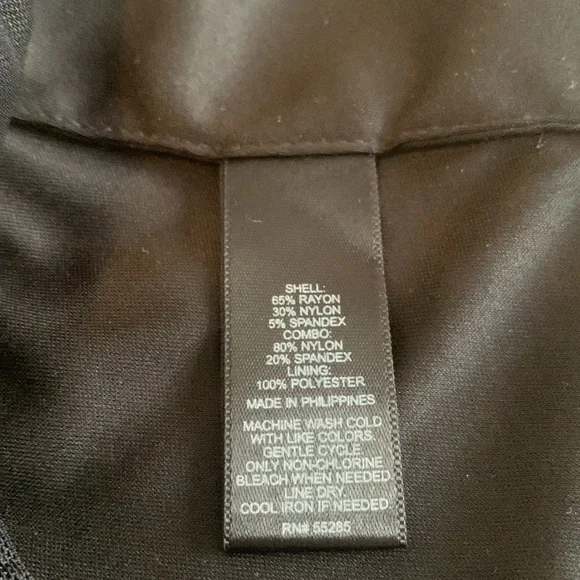 SHELL:
65% RAYON
30% NYLON
5% SPANDEX
COMBO:
80% NYLON
20% SPANDEX
LINING:
100% POLYESTER
MADE IN PHILIPPINES
MACHINE WASH COLD
WITH LIKE COLORS.
GENTLE CYCLE
ONLY NON-CHLORINE
BLEACH WHEN NEEDED.
LINE DRY.
COOL IRON IF NEEDED.
RN# 55285